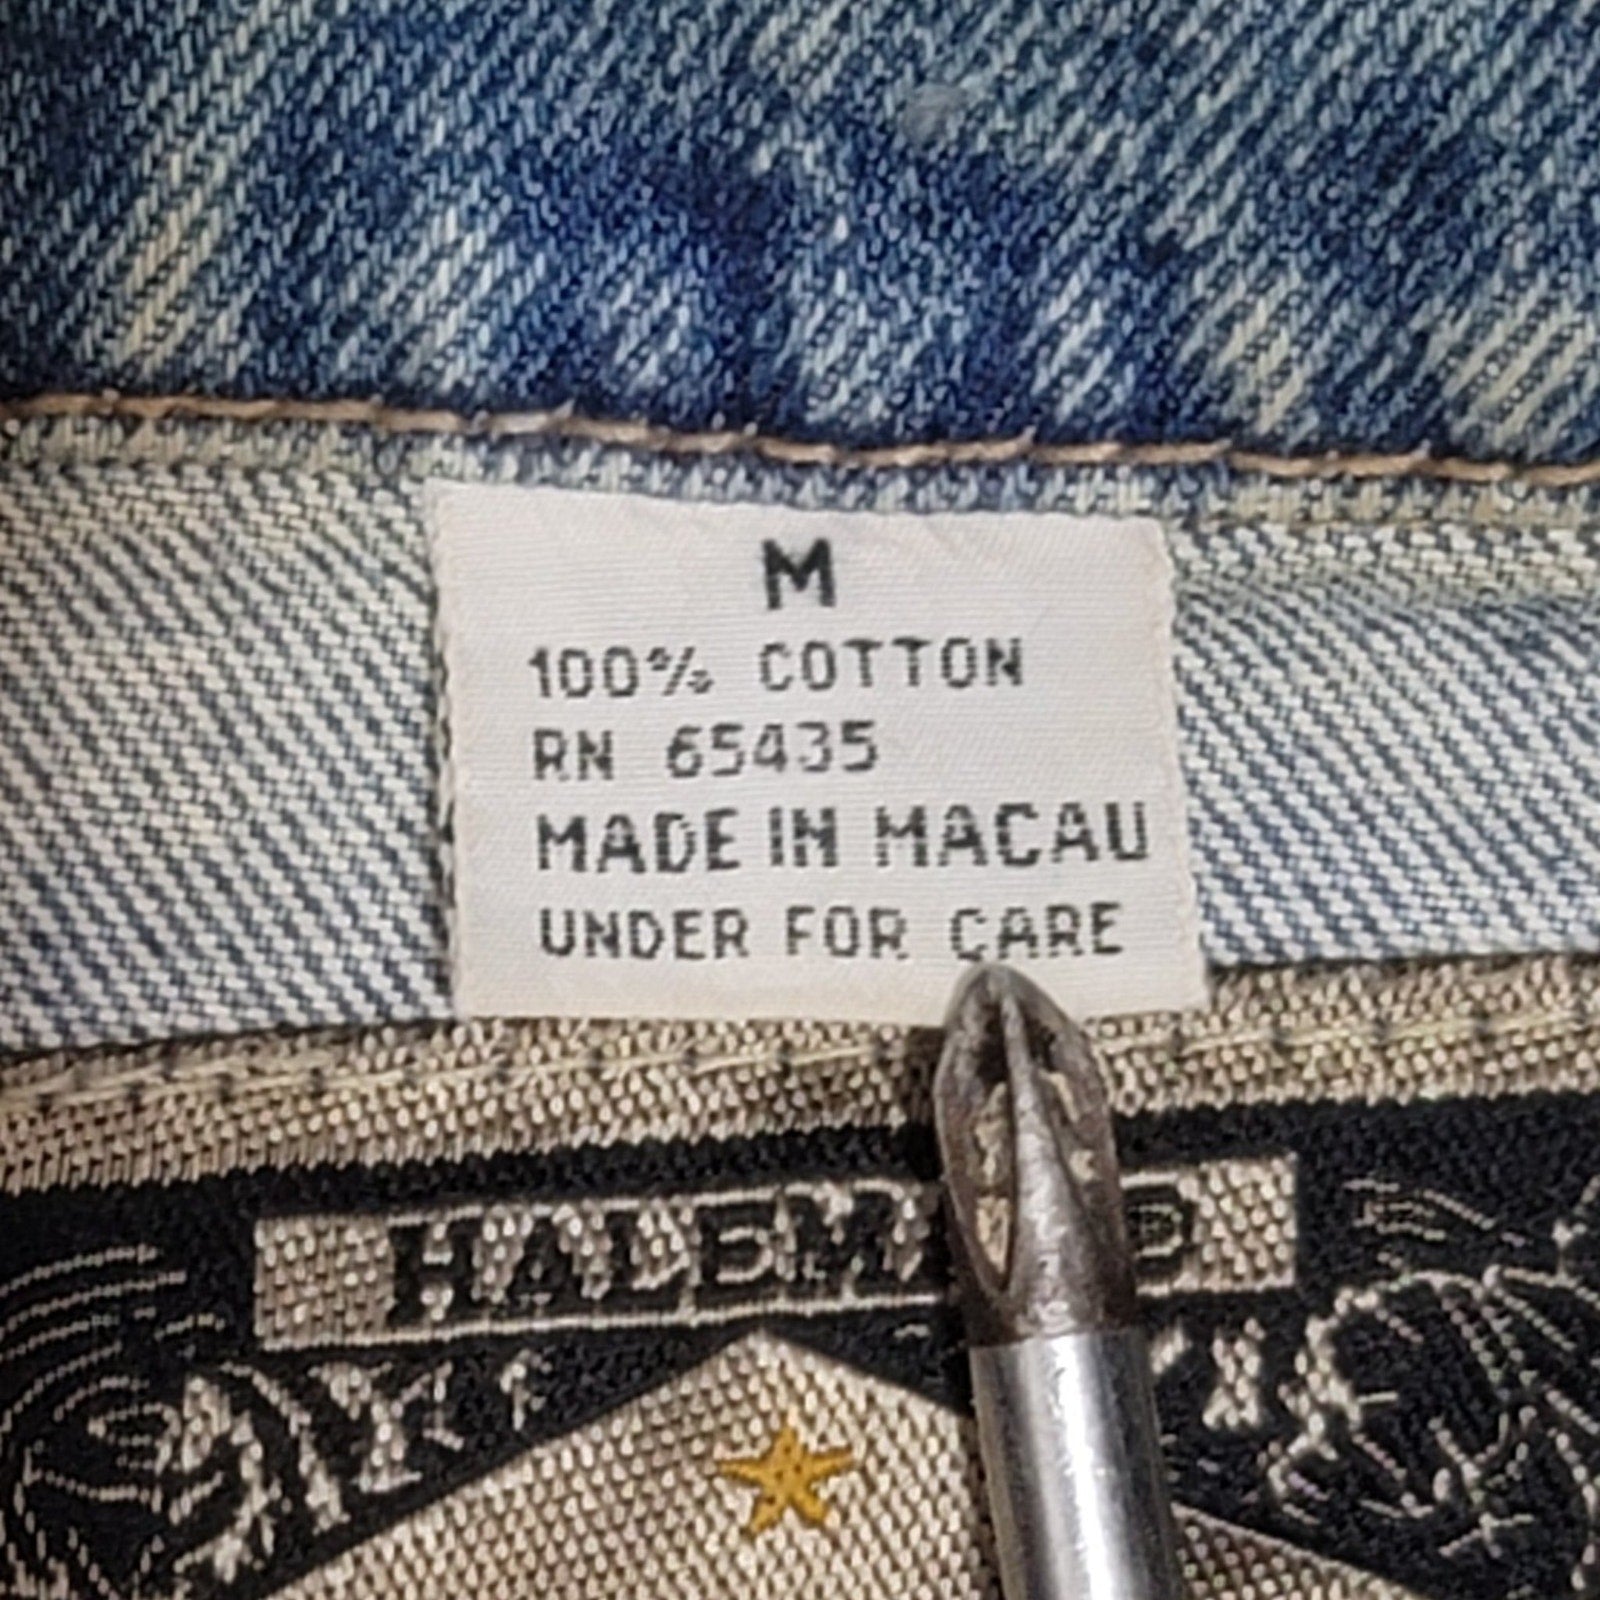 M
100% COTTON
RN 65435
MADE IN MACAU
UNDER FOR CARE